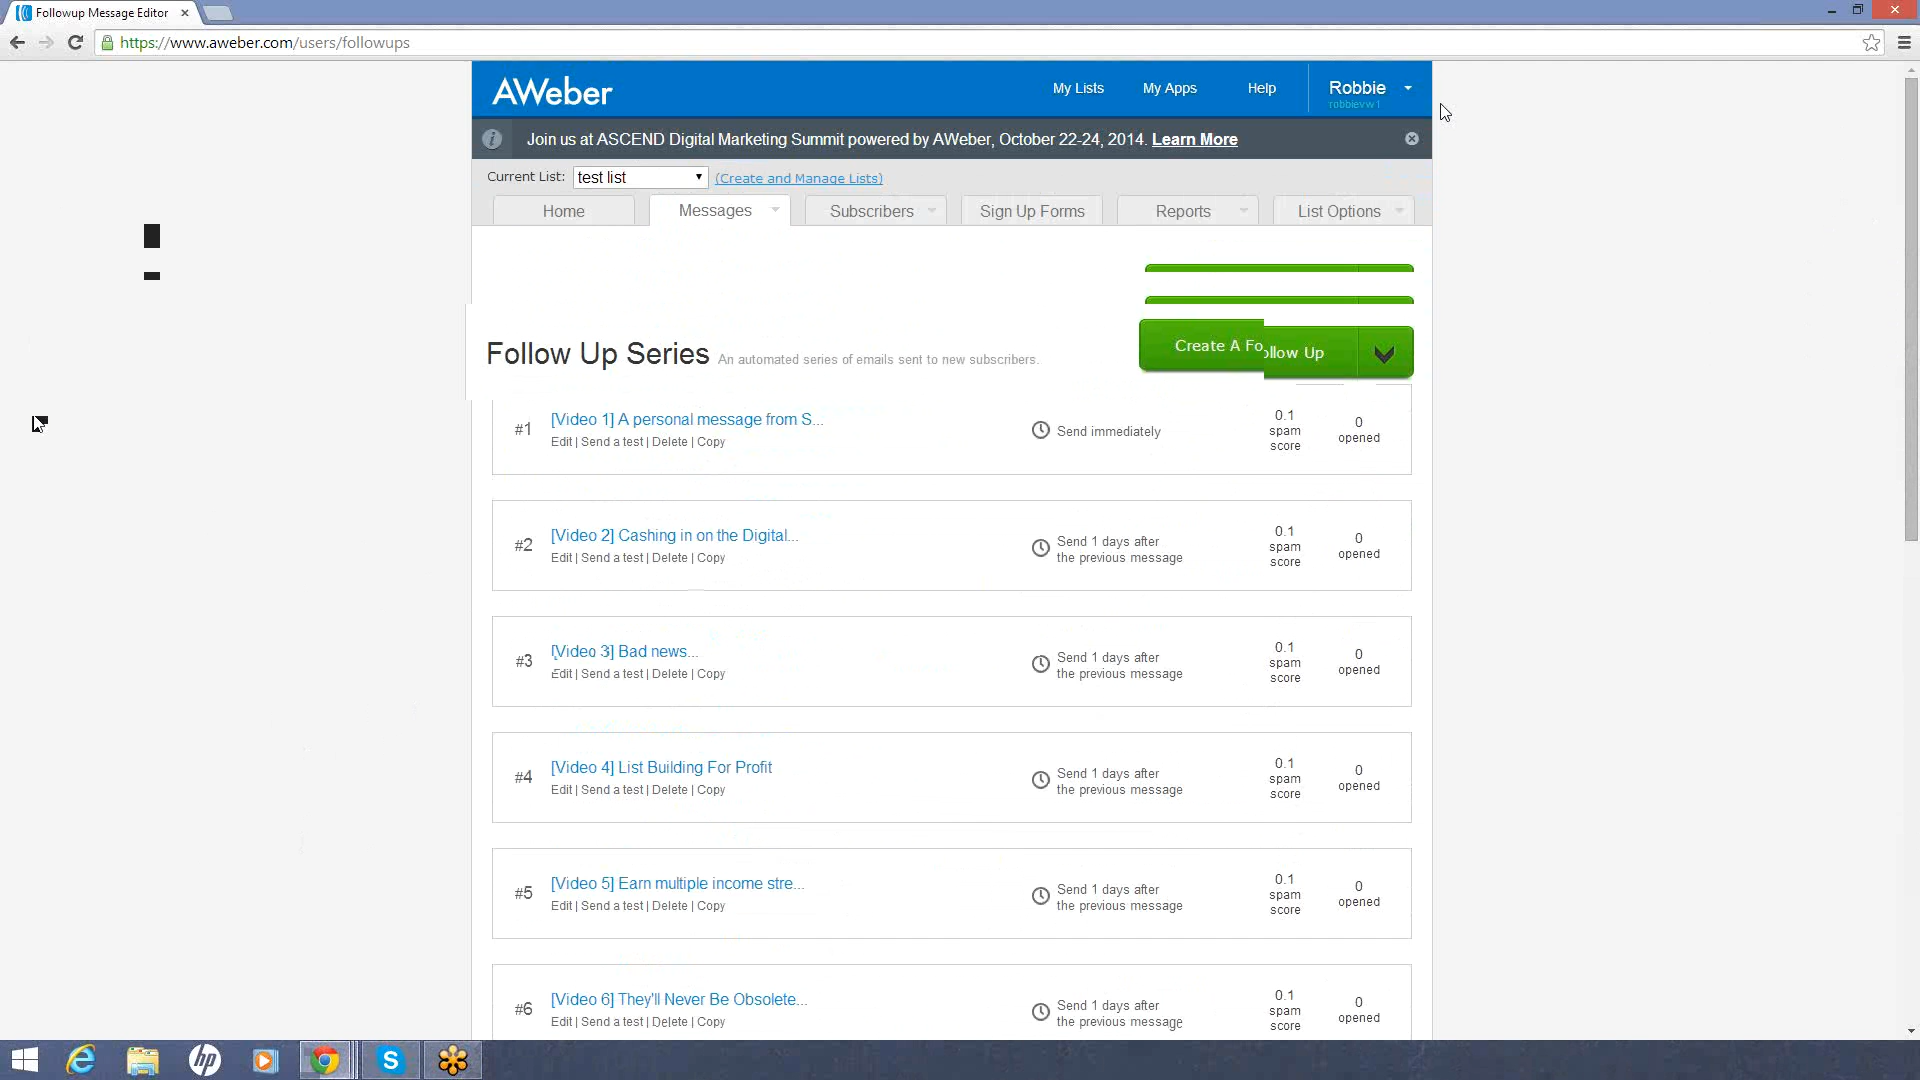 Followup Message Editor
https://www.aweber.com/users/followups
AWeber
My Lists
My Apps
Help
Robbie
robbievw1
Join us at ASCEND Digital Marketing Summit powered by AWeber, October 22-24, 2014. Learn More
Current List: test list (Create and Manage Lists)
Home
Messages
Subscribers
Sign Up Forms
Reports
List Options
Follow Up Series An automated series of emails sent to new subscribers.
Create A Follow Up
#1 [Video 1] A personal message from S...
Edit | Send a test | Delete | Copy
Send immediately
0.1
spam
score
0
opened
#2 [Video 2] Cashing in on the Digital...
Edit | Send a test | Delete | Copy
Send 1 days after
the previous message
0.1
spam
score
0
opened
#3 [Video 3] Bad news...
Edit | Send a test | Delete | Copy
Send 1 days after
the previous message
0.1
spam
score
0
opened
#4 [Video 4] List Building For Profit
Edit | Send a test | Delete | Copy
Send 1 days after
the previous message
0.1
spam
score
0
opened
#5 [Video 5] Earn multiple income stre...
Edit | Send a test | Delete | Copy
Send 1 days after
the previous message
0.1
spam
score
0
opened
#6 [Video 6] They'll Never Be Obsolete...
Edit | Send a test | Delete | Copy
Send 1 days after
the previous message
0.1
spam
score
0
opened
hp